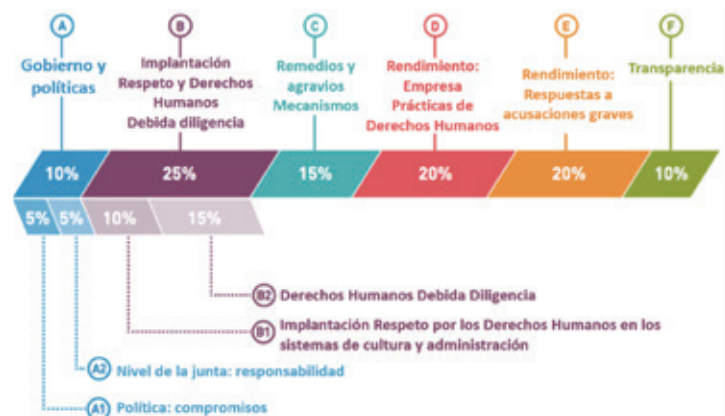 A
Gobierno y
políticas
B
Implantación
Respeto y Derechos
Humanos
Debida diligencia
C
Remedios y
agravios
Mecanismos
D
Rendimiento:
Empresa
Prácticas de
Derechos Humanos
E
Rendimiento:
Respuestas a
acusaciones graves
F
Transparencia
10%
25%
15%
20%
20%
10%
5%
5%
10%
15%
B2 Derechos Humanos Debida Diligencia
B1 Implantación Respeto por los Derechos Humanos en los
sistemas de cultura y administración
A2 Nivel de la junta: responsabilidad
A1 Política: compromisos